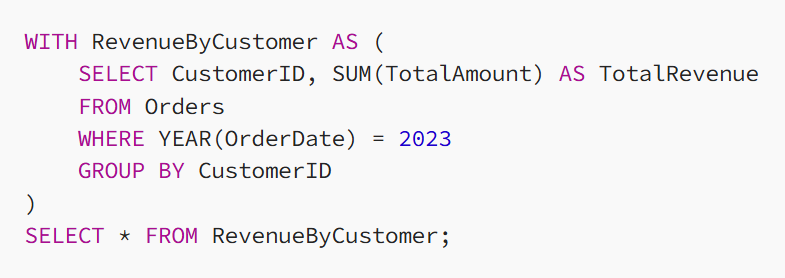 WITH RevenueByCustomer AS (
    SELECT CustomerID, SUM(TotalAmount) AS TotalRevenue
    FROM Orders
    WHERE YEAR(OrderDate) = 2023
    GROUP BY CustomerID
)
SELECT * FROM RevenueByCustomer;